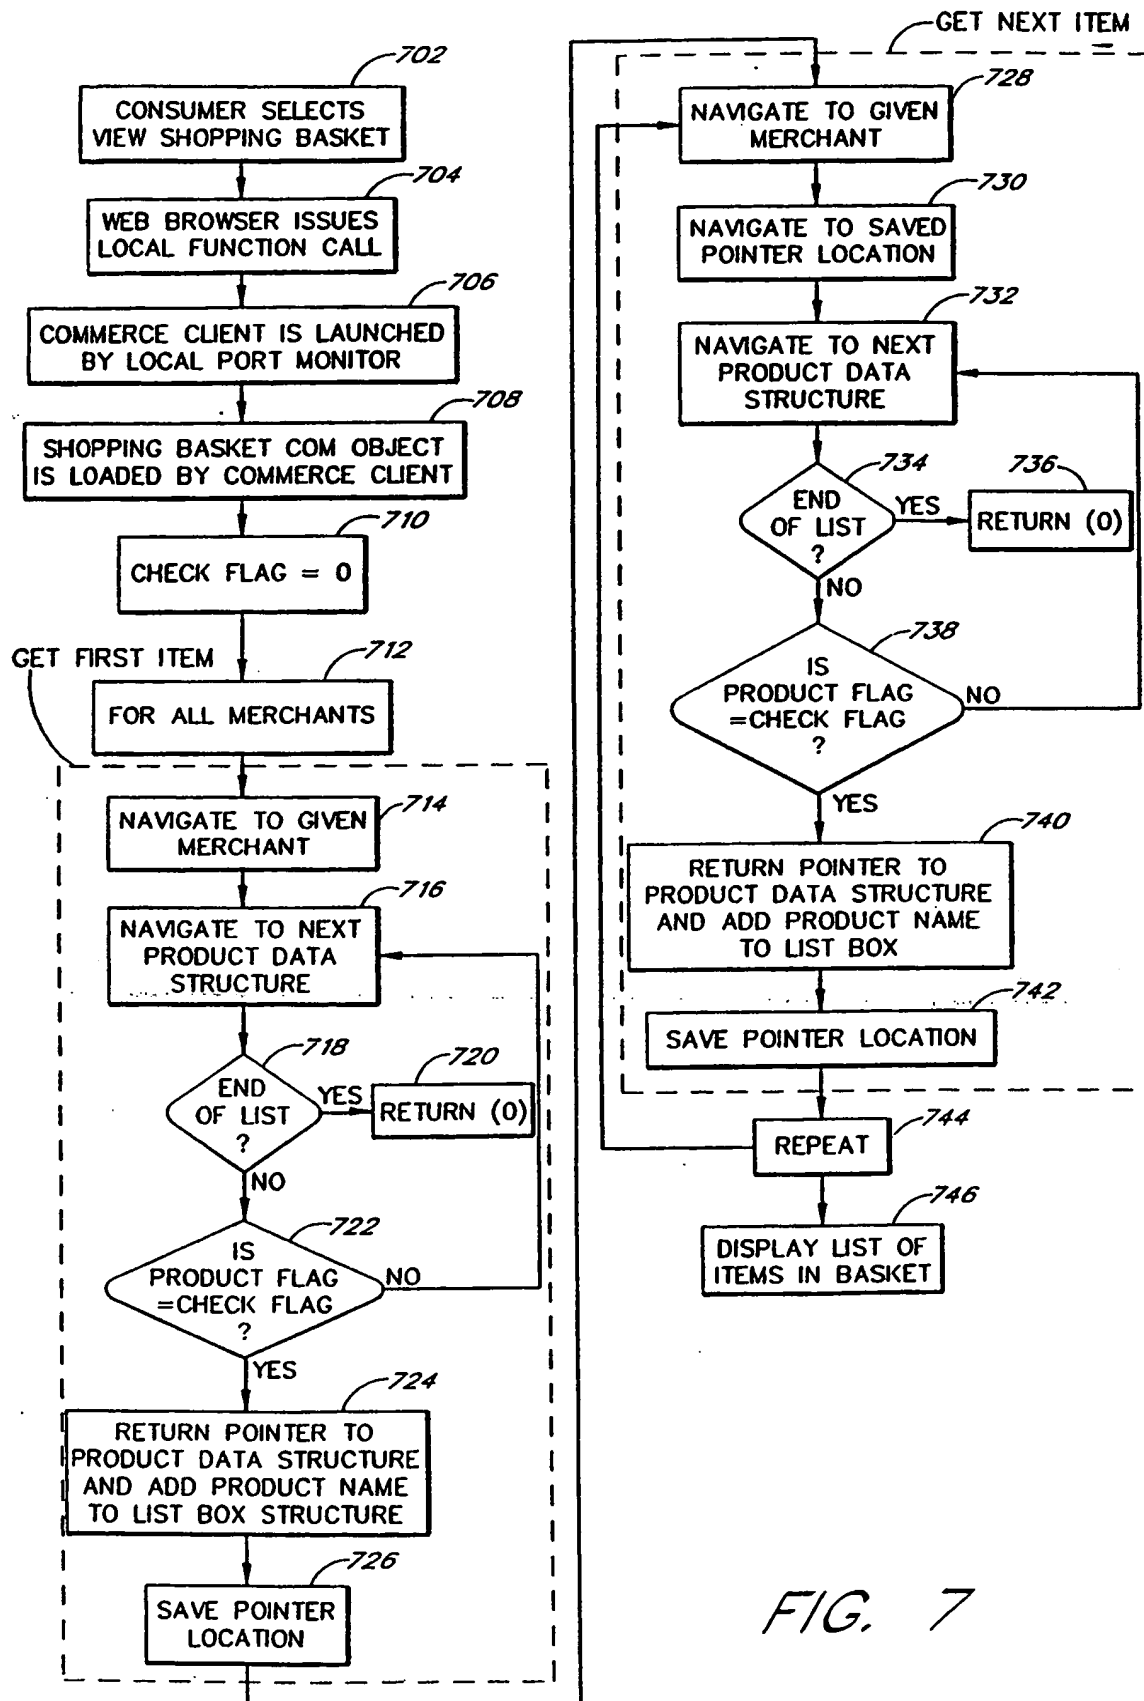 702
CONSUMER SELECTS
VIEW SHOPPING BASKET
704
WEB BROWSER ISSUES
LOCAL FUNCTION CALL
706
COMMERCE CLIENT IS LAUNCHED
BY LOCAL PORT MONITOR
708
SHOPPING BASKET COM OBJECT
IS LOADED BY COMMERCE CLIENT
710
CHECK FLAG = 0
GET FIRST ITEM
712
FOR ALL MERCHANTS
714
NAVIGATE TO GIVEN
MERCHANT
716
NAVIGATE TO NEXT
PRODUCT DATA
STRUCTURE
718
END
OF LIST
?
YES
720
RETURN (0)
NO
722
IS
PRODUCT FLAG
=CHECK FLAG
?
NO
YES
724
RETURN POINTER TO
PRODUCT DATA STRUCTURE
AND ADD PRODUCT NAME
TO LIST BOX STRUCTURE
726
SAVE POINTER
LOCATION
GET NEXT ITEM
728
NAVIGATE TO GIVEN
MERCHANT
730
NAVIGATE TO SAVED
POINTER LOCATION
732
NAVIGATE TO NEXT
PRODUCT DATA
STRUCTURE
734
END
OF LIST
?
YES
736
RETURN (0)
NO
738
IS
PRODUCT FLAG
=CHECK FLAG
?
NO
YES
740
RETURN POINTER TO
PRODUCT DATA STRUCTURE
AND ADD PRODUCT NAME
TO LIST BOX
742
SAVE POINTER LOCATION
744
REPEAT
746
DISPLAY LIST OF
ITEMS IN BASKET
FIG. 7